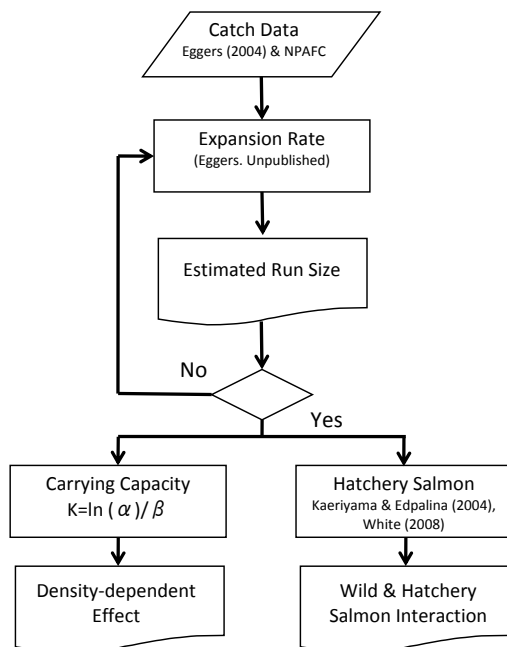 Catch Data
Eggers (2004) & NPAFC
Expansion Rate
(Eggers. Unpublished)
Estimated Run Size
No
Yes
Carrying Capacity
K=ln (α)/β
Hatchery Salmon
Kaeriyama & Edpalina (2004),
White (2008)
Density-dependent
Effect
Wild & Hatchery
Salmon Interaction